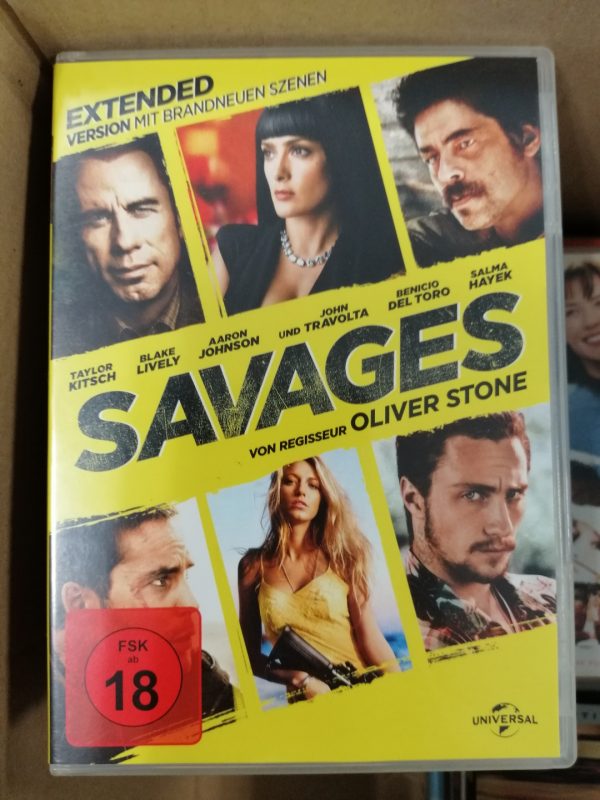 EXTENDED
VERSION MIT BRANDNEUEN SZENEN
TAYLOR KITSCH
BLAKE LIVELY
AARON JOHNSON
UND JOHN TRAVOLTA
BENICIO DEL TORO
SALMA HAYEK
SAVAGES
VON REGISSEUR OLIVER STONE
FSK
ab
18
UNIVERSAL